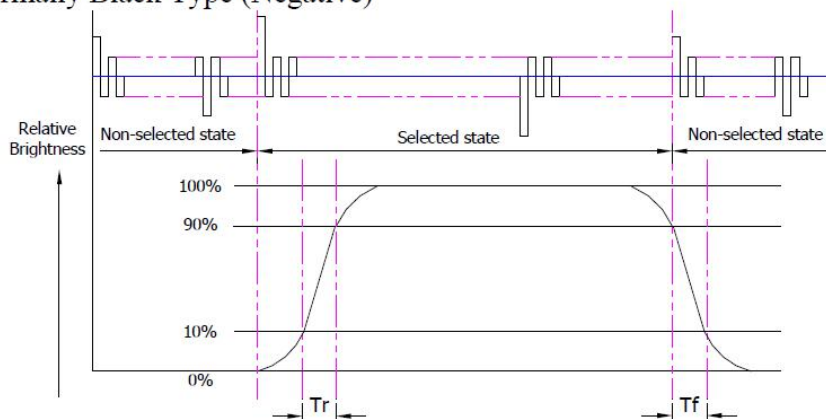 Black Type (Negative)
Relative
Brightness
Non-selected state
Selected state
Non-selected state
100%
90%
10%
0%
Tr
Tf